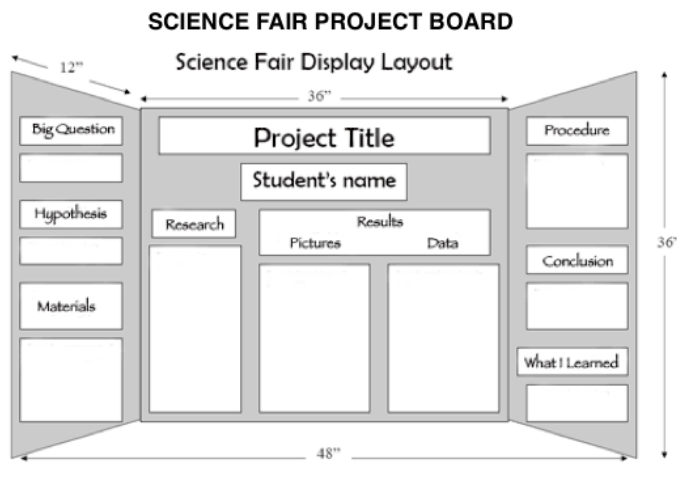 SCIENCE FAIR PROJECT BOARD
Science Fair Display Layout
12”
36”
Big Question
Hypothesis
Materials
Project Title
Student’s name
Research
Results
Pictures Data
Procedure
Conclusion
What I Learned
36’
48”